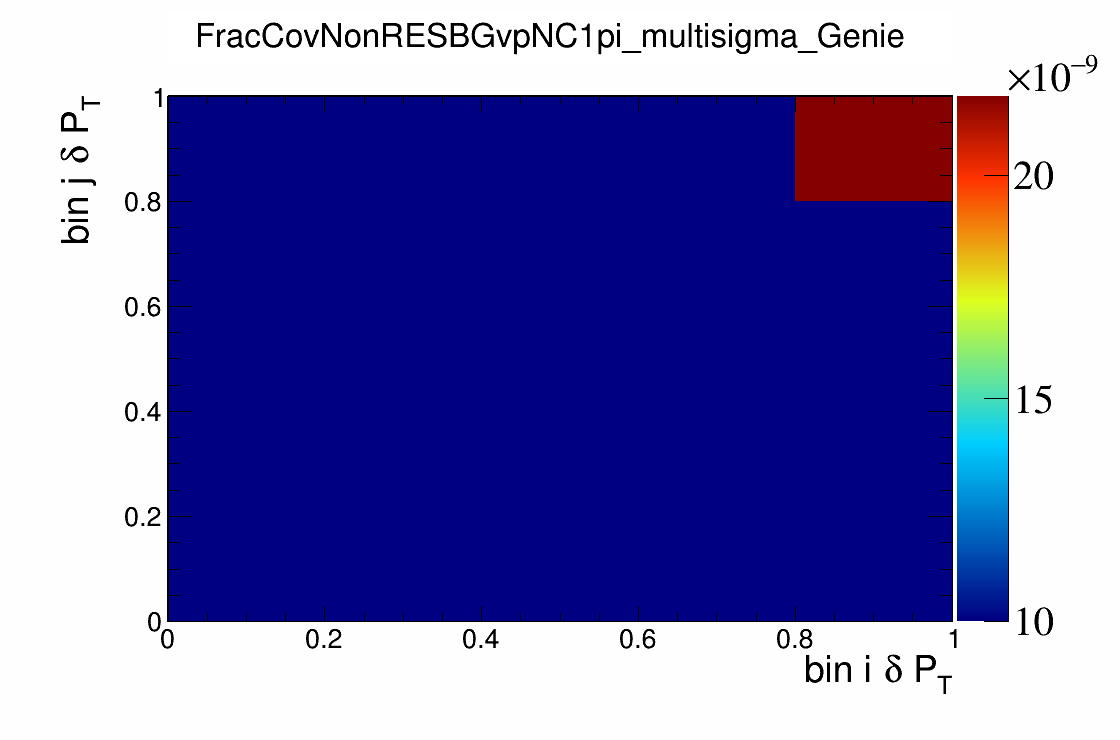 FracCovNonRESBGvpNC1pi_multisigma_Genie
×10⁻⁹
bin j δ P_T
1
0.8
0.6
0.4
0.2
0
0 0.2 0.4 0.6 0.8 1
bin i δ P_T
20
15
10